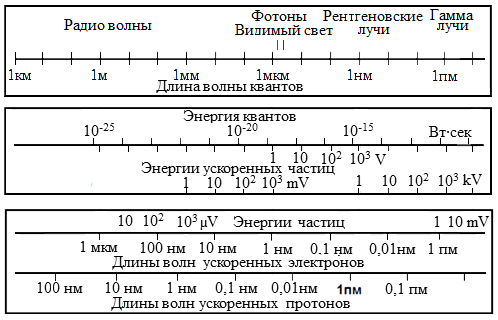 Радио волны Фотоны Рентгеновские Гамма
Видимый свет лучи лучи
1км 1м 1мм 1мкм 1нм 1пм
Длина волны квантов
Энергия квантов
10-25 10-20 10-15 Вт·сек
1 10 10² 10³ V
Энергии ускоренных частиц
1 10 10² 10³ mV 1 10 10² 10³ kV
10 10² 10³ µV Энергии частиц 1 10 mV
1 мкм 100 нм 10 нм 1 нм 0,1 нм 0,01нм 1 пм
Длины волн ускоренных электронов
100 нм 10 нм 1 нм 0,1 нм 0,01нм 1пм 0,1 пм
Длины волн ускоренных протонов